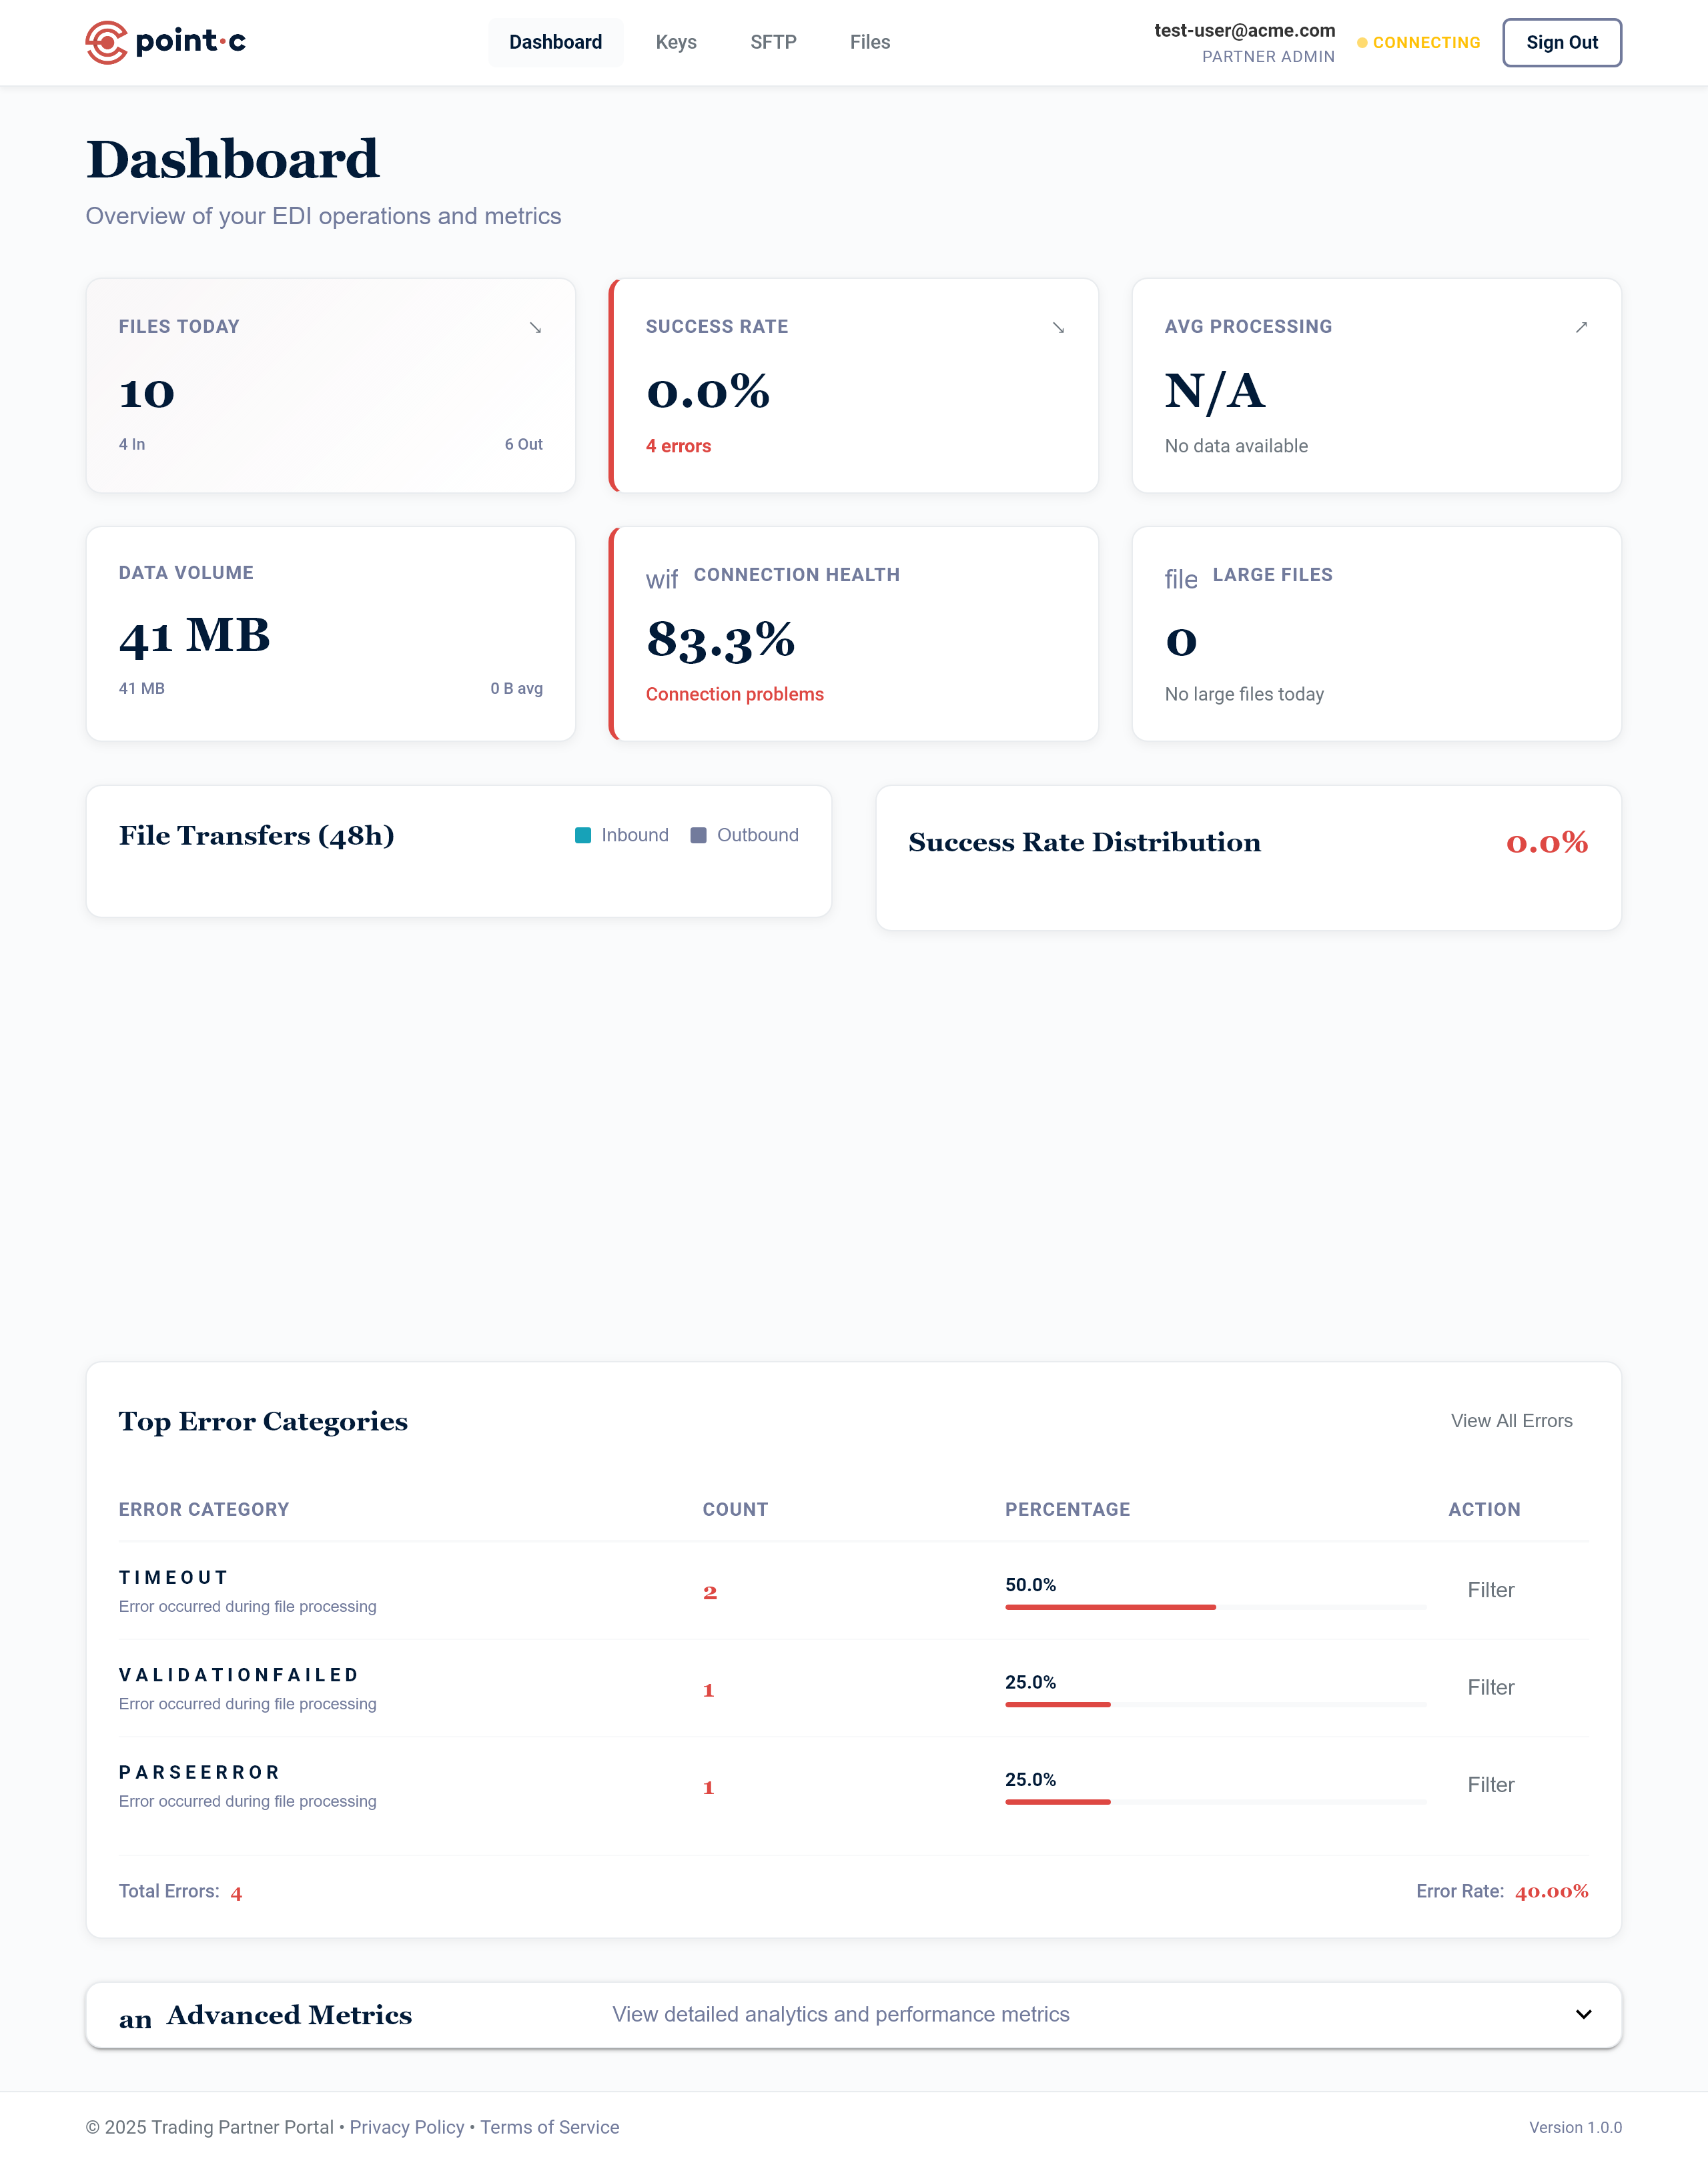 point·c
Dashboard
Keys
SFTP
Files
test-user@acme.com
PARTNER ADMIN
CONNECTING
Sign Out
Dashboard
Overview of your EDI operations and metrics
FILES TODAY ↘
10
4 In 6 Out
SUCCESS RATE ↘
0.0%
4 errors
AVG PROCESSING ↗
N/A
No data available
DATA VOLUME
41 MB
41 MB 0 B avg
wif CONNECTION HEALTH
83.3%
Connection problems
file LARGE FILES
0
No large files today
File Transfers (48h) Inbound Outbound
Success Rate Distribution 0.0%
Top Error Categories View All Errors
ERROR CATEGORY COUNT PERCENTAGE ACTION
TIMEOUT
Error occurred during file processing
2 50.0% Filter
VALIDATIONFAILED
Error occurred during file processing
1 25.0% Filter
PARSEERROR
Error occurred during file processing
1 25.0% Filter
Total Errors: 4 Error Rate: 40.00%
an Advanced Metrics View detailed analytics and performance metrics
© 2025 Trading Partner Portal • Privacy Policy • Terms of Service Version 1.0.0